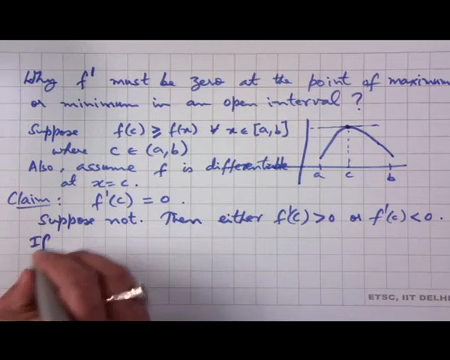 Why f' must be zero at the point of maximum
or minimum in an open interval ?
Suppose f(c) ≥ f(x) ∀ x ∈ [a,b]
where c ∈ (a,b)
Also, assume f is differentiable
at x=c.
a c b
Claim : f'(c) = 0 .
Suppose not. Then either f'(c) > 0 or f'(c) < 0 .
If
ETSC, IIT DELHI